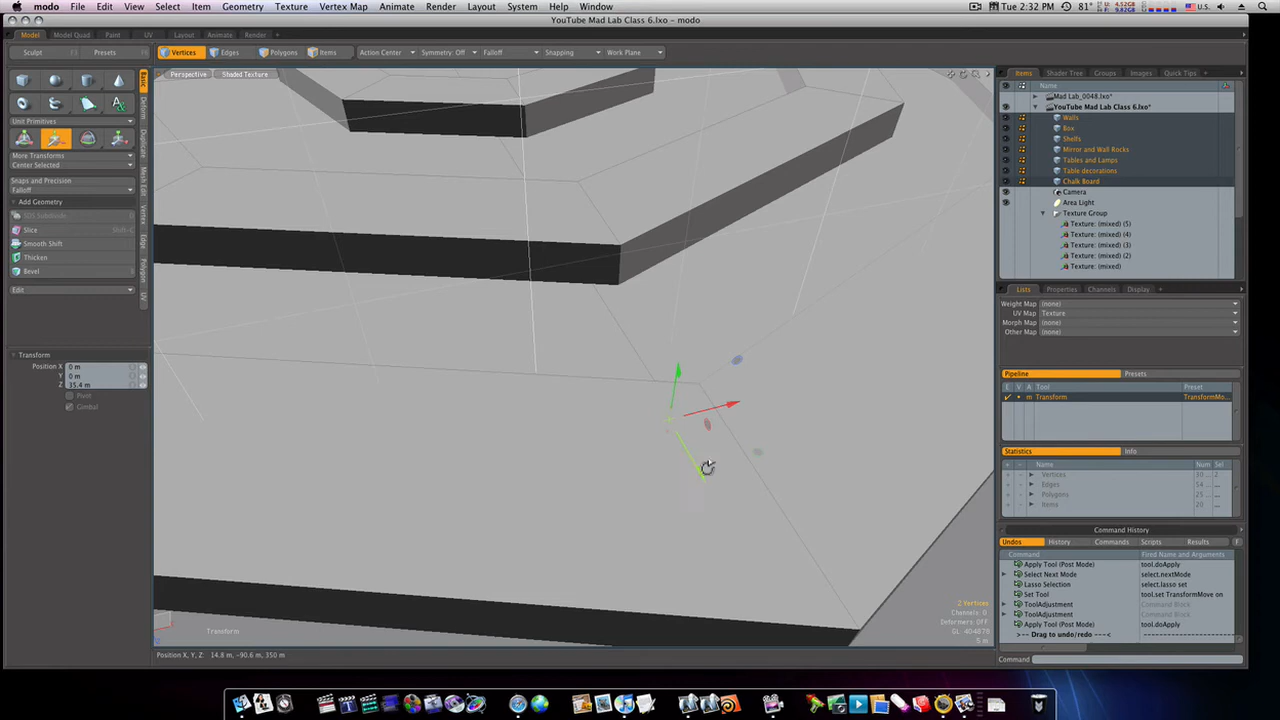 modo File Edit View Select Item Geometry Texture Vertex Map Animate Render Layout System Help Window
Tue 2:32 PM 81° U.S.
YouTube Mad Lab Class 6.lxo* - modo
Model Model Quad Paint UV Layout Animate Render
Sculpt Presets
Vertices Edges Polygons Items Action Center Symmetry: Off Falloff Snapping Work Plane
Perspective Shaded Texture
Basic
Deform
Duplicate
Mesh Edit
Vertex
Edge
Polygon
UV
Unit Primitives
More Transforms
Center Selected
Snaps and Precision
Falloff
Add Geometry
SDS Subdivide
Slice Shift-C
Smooth Shift
Thicken
Bevel
Edit
Transform
Position X 0 m
Y 0 m
Z 35.4 m
Pivot
Gimbal
2 Vertices
Channels: 0
Deformers: OFF
GL: 404879
5 m
Transform
Position X, Y, Z: 14.8 m, -90.6 m, 350 m
Items Shader Tree Groups Images Quick Tips
Name
Mad Lab_0048.lxo*
YouTube Mad Lab Class 6.lxo*
Walls
Box
Shells
Mirror and Wall Rocks
Tables and Lamps
Table decorations
Chalk Board
Camera
Area Light
Texture Group
Texture: (mixed) (5)
Texture: (mixed) (4)
Texture: (mixed) (3)
Texture: (mixed) (2)
Texture: (mixed)
Lists Properties Channels Display
Weight Map (none)
UV Map Texture
Morph Map (none)
Other Map (none)
Pipeline Presets
E V A Tool Preset
m Transform TransformMo...
Statistics Info
Name Num Sel
Vertices 30 ... 2
Edges 54 ... ...
Polygons 25 ... ...
Items 20 ...
Command History
Undos History Commands Scripts Results F
Command Fired Name and Arguments
Apply Tool (Post Mode) tool.doApply
Select Next Mode select.nextMode
Lasso Selection select.lasso set
Set Tool tool.set TransformMove on
ToolAdjustment Command Block
ToolAdjustment Command Block
Apply Tool (Post Mode) tool.doApply
>--- Drag to undo/redo ---<
Command